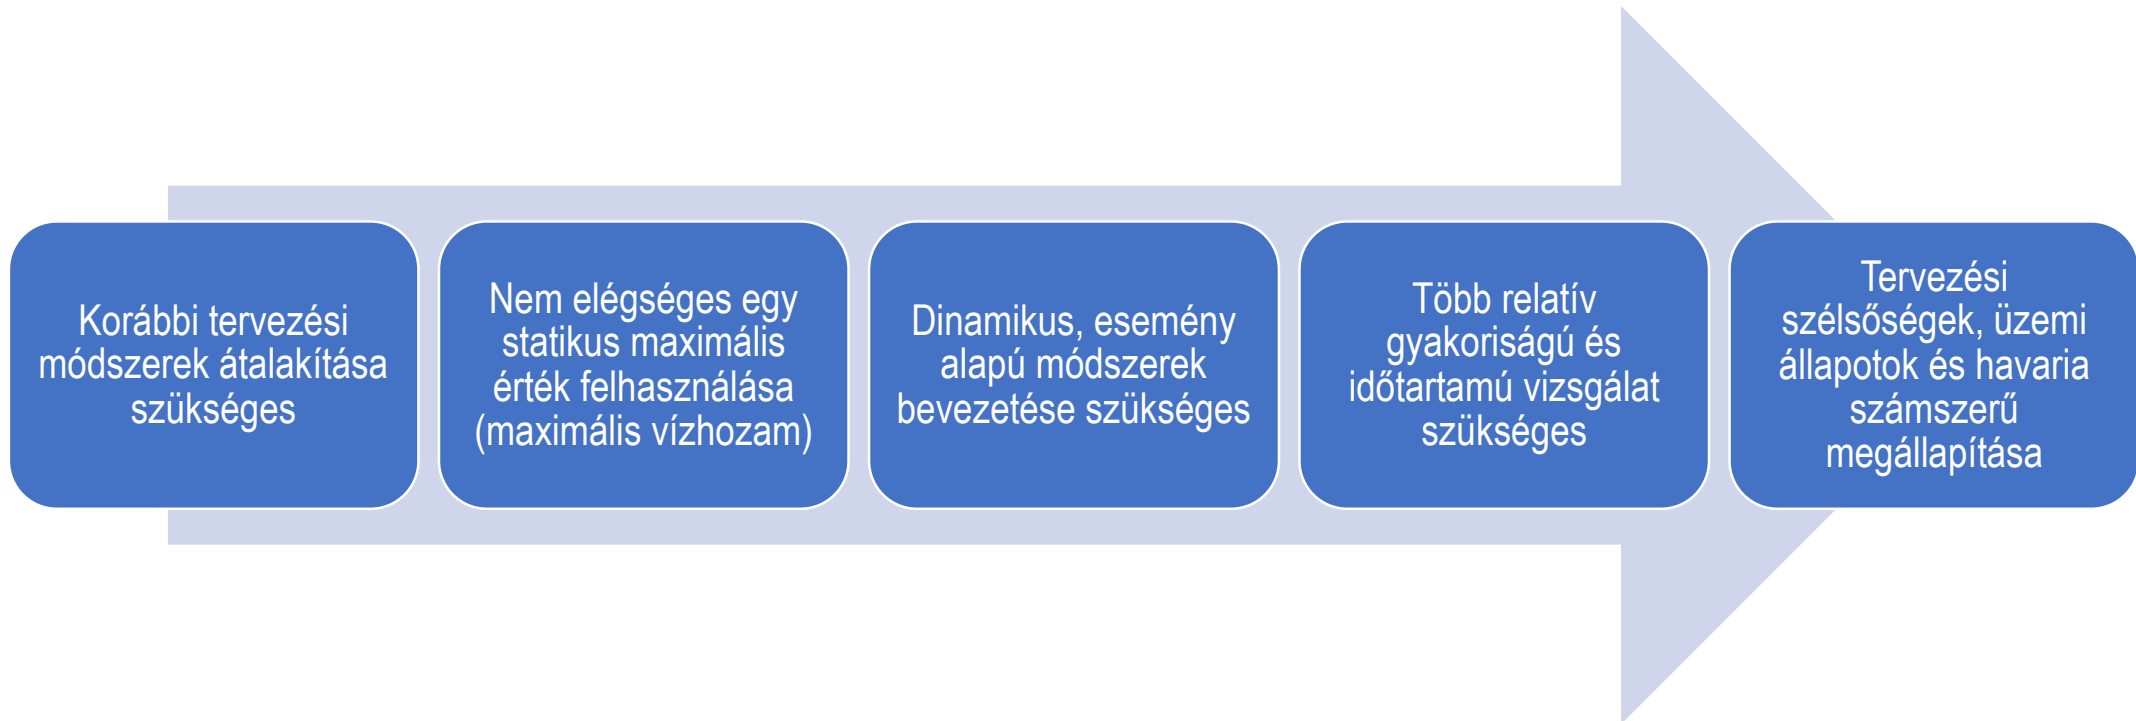 Korábbi tervezési
módszerek átalakítása
szükséges
Nem elégséges egy
statikus maximális
érték felhasználása
(maximális vízhozam)
Dinamikus, esemény
alapú módszerek
bevezetése szükséges
Több relatív
gyakoriságú és
időtartamú vizsgálat
szükséges
Tervezési
szélsőségek, üzemi
állapotok és havaria
számszerű
megállapítása